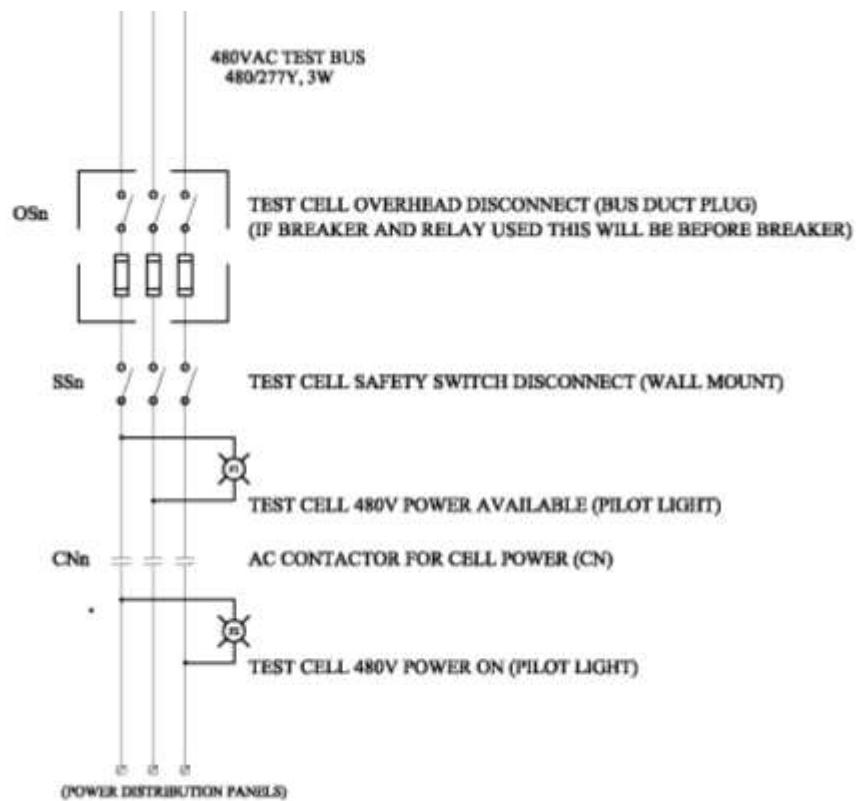 480VAC TEST BUS
480/277Y, 3W
OSn
TEST CELL OVERHEAD DISCONNECT (BUS DUCT PLUG)
(IF BREAKER AND RELAY USED THIS WILL BE BEFORE BREAKER)
SSn
TEST CELL SAFETY SWITCH DISCONNECT (WALL MOUNT)
TEST CELL 480V POWER AVAILABLE (PILOT LIGHT)
CNn
AC CONTACTOR FOR CELL POWER (CN)
TEST CELL 480V POWER ON (PILOT LIGHT)
(POWER DISTRIBUTION PANELS)